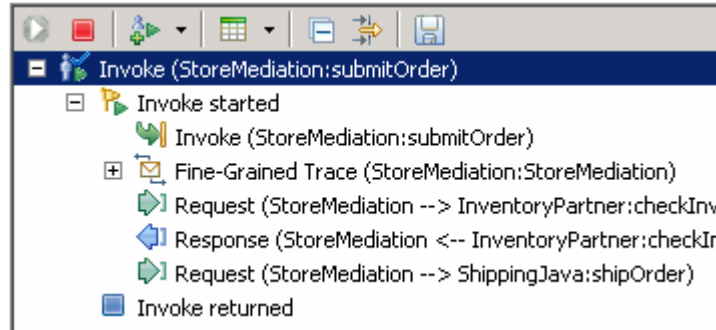 Invoke (StoreMediation:submitOrder)
Invoke started
Invoke (StoreMediation:submitOrder)
Fine-Grained Trace (StoreMediation:StoreMediation)
Request (StoreMediation --> InventoryPartner:checkInv
Response (StoreMediation <-- InventoryPartner:checkIn
Request (StoreMediation --> ShippingJava:shipOrder)
Invoke returned